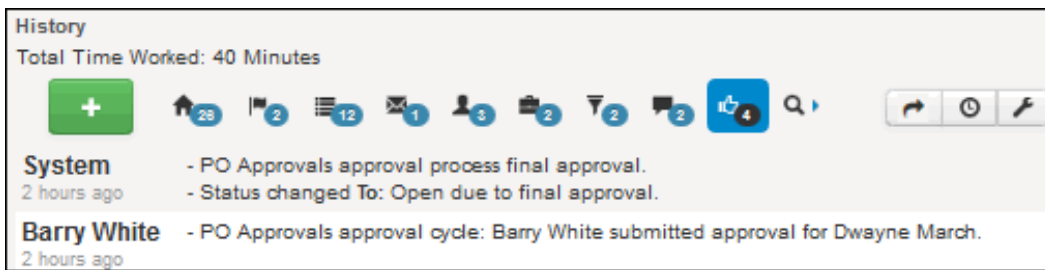 History
Total Time Worked: 40 Minutes
+ 26 2 12 1 3 2 2 2 4
System - PO Approvals approval process final approval.
2 hours ago - Status changed To: Open due to final approval.
Barry White - PO Approvals approval cycle: Barry White submitted approval for Dwayne March.
2 hours ago